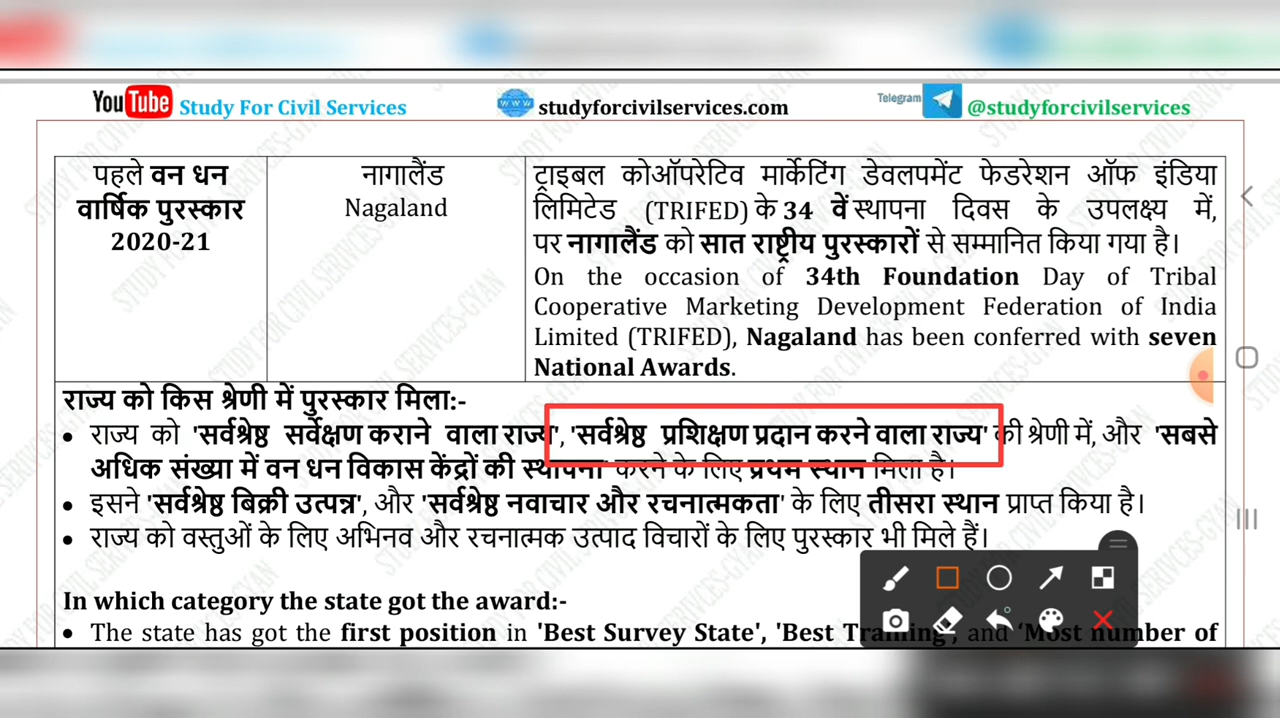 YouTube Study For Civil Services
studyforcivilservices.com
Telegram @studyforcivilservices
पहले वन धन
वार्षिक पुरस्कार
2020-21
नागालैंड
Nagaland
ट्राइबल कोऑपरेटिव मार्केटिंग डेवलपमेंट फेडरेशन ऑफ इंडिया
लिमिटेड (TRIFED) के 34 वें स्थापना दिवस के उपलक्ष्य में,
पर नागालैंड को सात राष्ट्रीय पुरस्कारों से सम्मानित किया गया है।
On the occasion of 34th Foundation Day of Tribal
Cooperative Marketing Development Federation of India
Limited (TRIFED), Nagaland has been conferred with seven
National Awards.
राज्य को किस श्रेणी में पुरस्कार मिला:-
• राज्य को 'सर्वश्रेष्ठ सर्वेक्षण कराने वाला राज्य', 'सर्वश्रेष्ठ प्रशिक्षण प्रदान करने वाला राज्य' की श्रेणी में, और 'सबसे
अधिक संख्या में वन धन विकास केंद्रों की स्थापना' करने के लिए प्रथम स्थान मिला है।
• इसने 'सर्वश्रेष्ठ बिक्री उत्पन्न', और 'सर्वश्रेष्ठ नवाचार और रचनात्मकता' के लिए तीसरा स्थान प्राप्त किया है।
• राज्य को वस्तुओं के लिए अभिनव और रचनात्मक उत्पाद विचारों के लिए पुरस्कार भी मिले हैं।
In which category the state got the award:-
• The state has got the first position in 'Best Survey State', 'Best Training', and 'Most number of